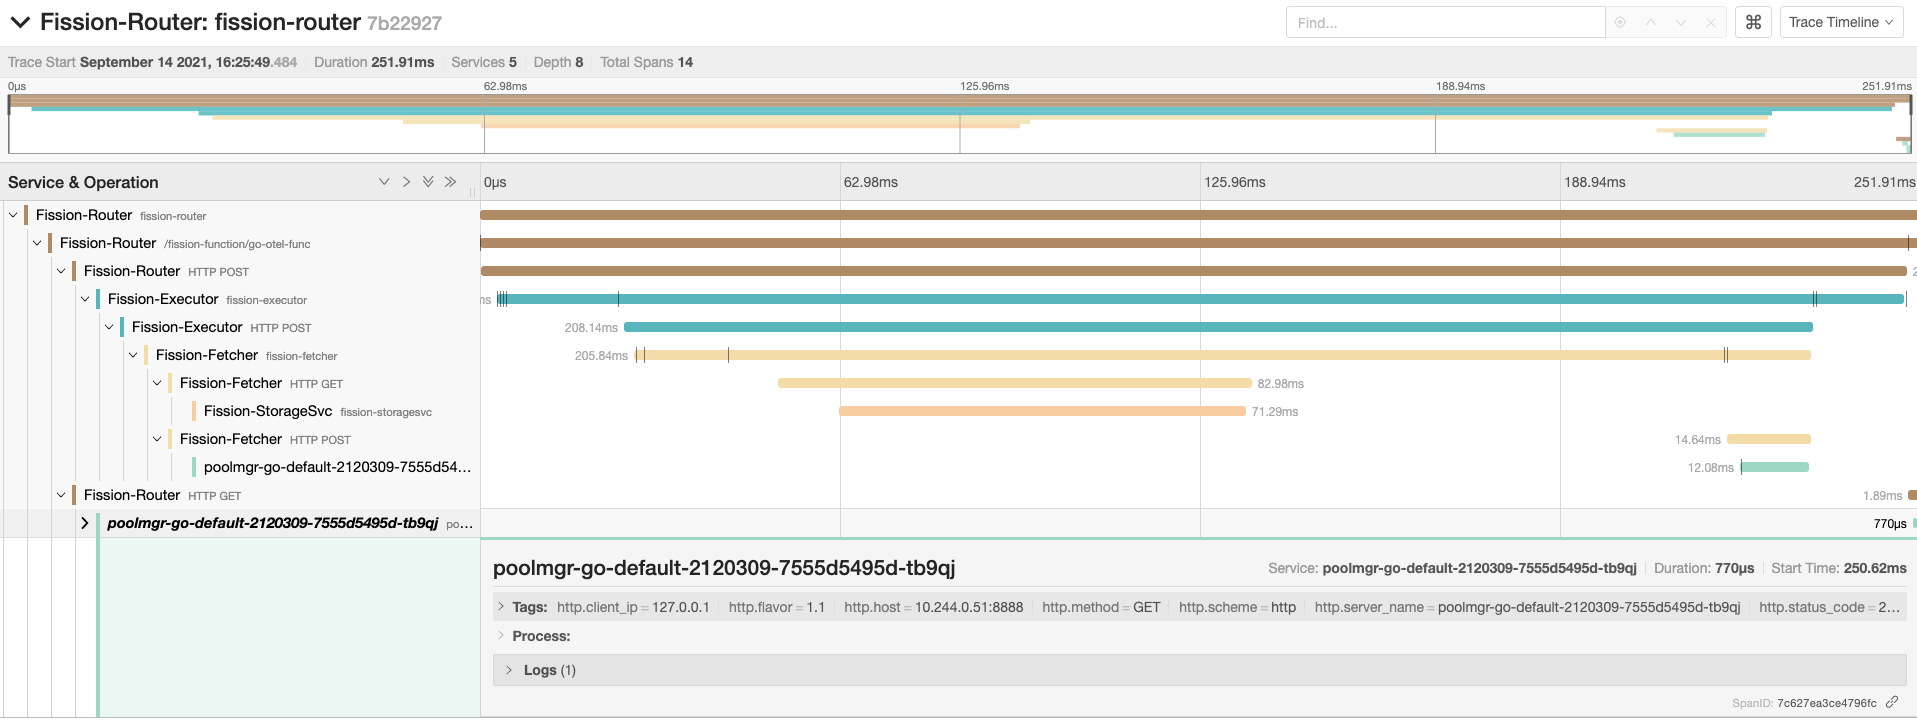 Fission-Router: fission-router 7b22927
Find...
⌘
Trace Timeline
Trace Start September 14 2021, 16:25:49.484 Duration 251.91ms Services 5 Depth 8 Total Spans 14
0μs 62.98ms 125.96ms 188.94ms 251.91ms
Service & Operation 0μs 62.98ms 125.96ms 188.94ms 251.91ms
Fission-Router fission-router
Fission-Router /fission-function/go-otel-func
Fission-Router HTTP POST
Fission-Executor fission-executor
Fission-Executor HTTP POST 208.14ms
Fission-Fetcher fission-fetcher 205.84ms
Fission-Fetcher HTTP GET 82.98ms
Fission-StorageSvc fission-storagesvc 71.29ms
Fission-Fetcher HTTP POST 14.64ms
poolmgr-go-default-2120309-7555d54... 12.08ms
Fission-Router HTTP GET 1.89ms
poolmgr-go-default-2120309-7555d5495d-tb9qj po... 770μs
poolmgr-go-default-2120309-7555d5495d-tb9qj Service: poolmgr-go-default-2120309-7555d5495d-tb9qj Duration: 770μs Start Time: 250.62ms
Tags: http.client_ip = 127.0.0.1 http.flavor = 1.1 http.host = 10.244.0.51:8888 http.method = GET http.scheme = http http.server_name = poolmgr-go-default-2120309-7555d5495d-tb9qj http.status_code = 2...
Process:
Logs (1)
SpanID: 7c627ea3ce4796fc